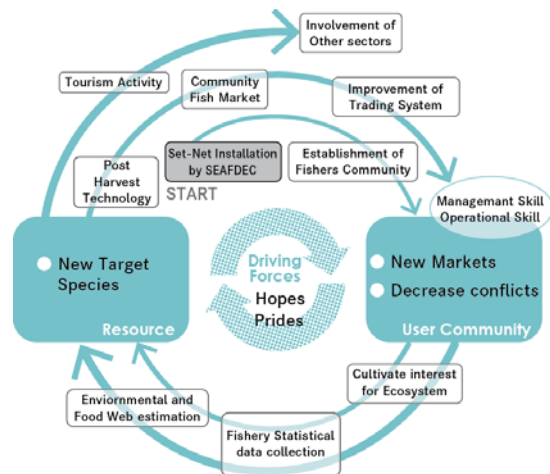 Involvement of
Other sectors
Tourism Activity
Community
Fish Market
Improvement of
Trading System
Set-Net Installation
by SEAFDEC
START
Establishment of
Fishers Community
Post
Harvest
Technology
Managemant Skill
Operational Skill
New Target
Species
Resource
Driving
Forces
Hopes
Prides
New Markets
Decrease conflicts
User Community
Cultivate interest
for Ecosystem
Enviornmental and
Food Web estimation
Fishery Statistical
data collection